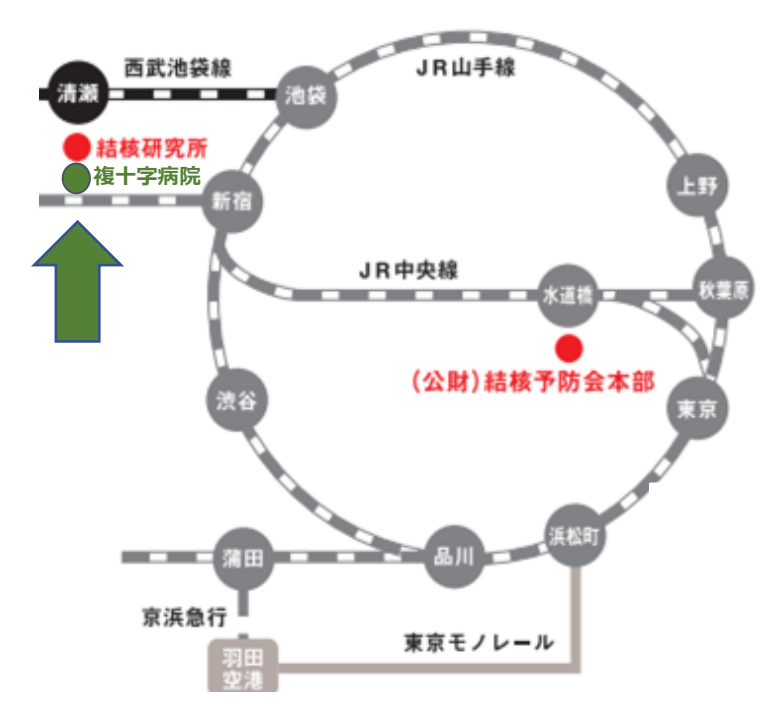 西武池袋線
JR山手線
清瀬
池袋
結核研究所
複十字病院
新宿
上野
JR中央線
水道橋
秋葉原
(公財)結核予防会本部
渋谷
東京
浜松町
蒲田
品川
京浜急行
東京モノレール
羽田
空港